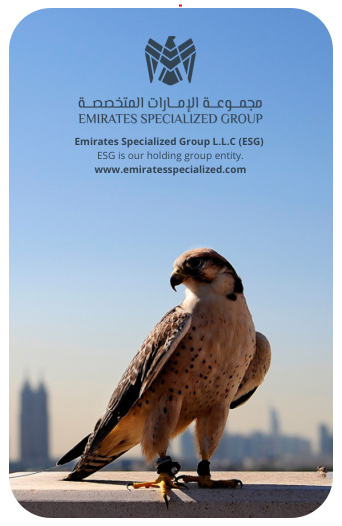 مجموعة الإمارات المتخصصة
EMIRATES SPECIALIZED GROUP
Emirates Specialized Group L.L.C (ESG)
ESG is our holding group entity.
www.emiratesspecialized.com